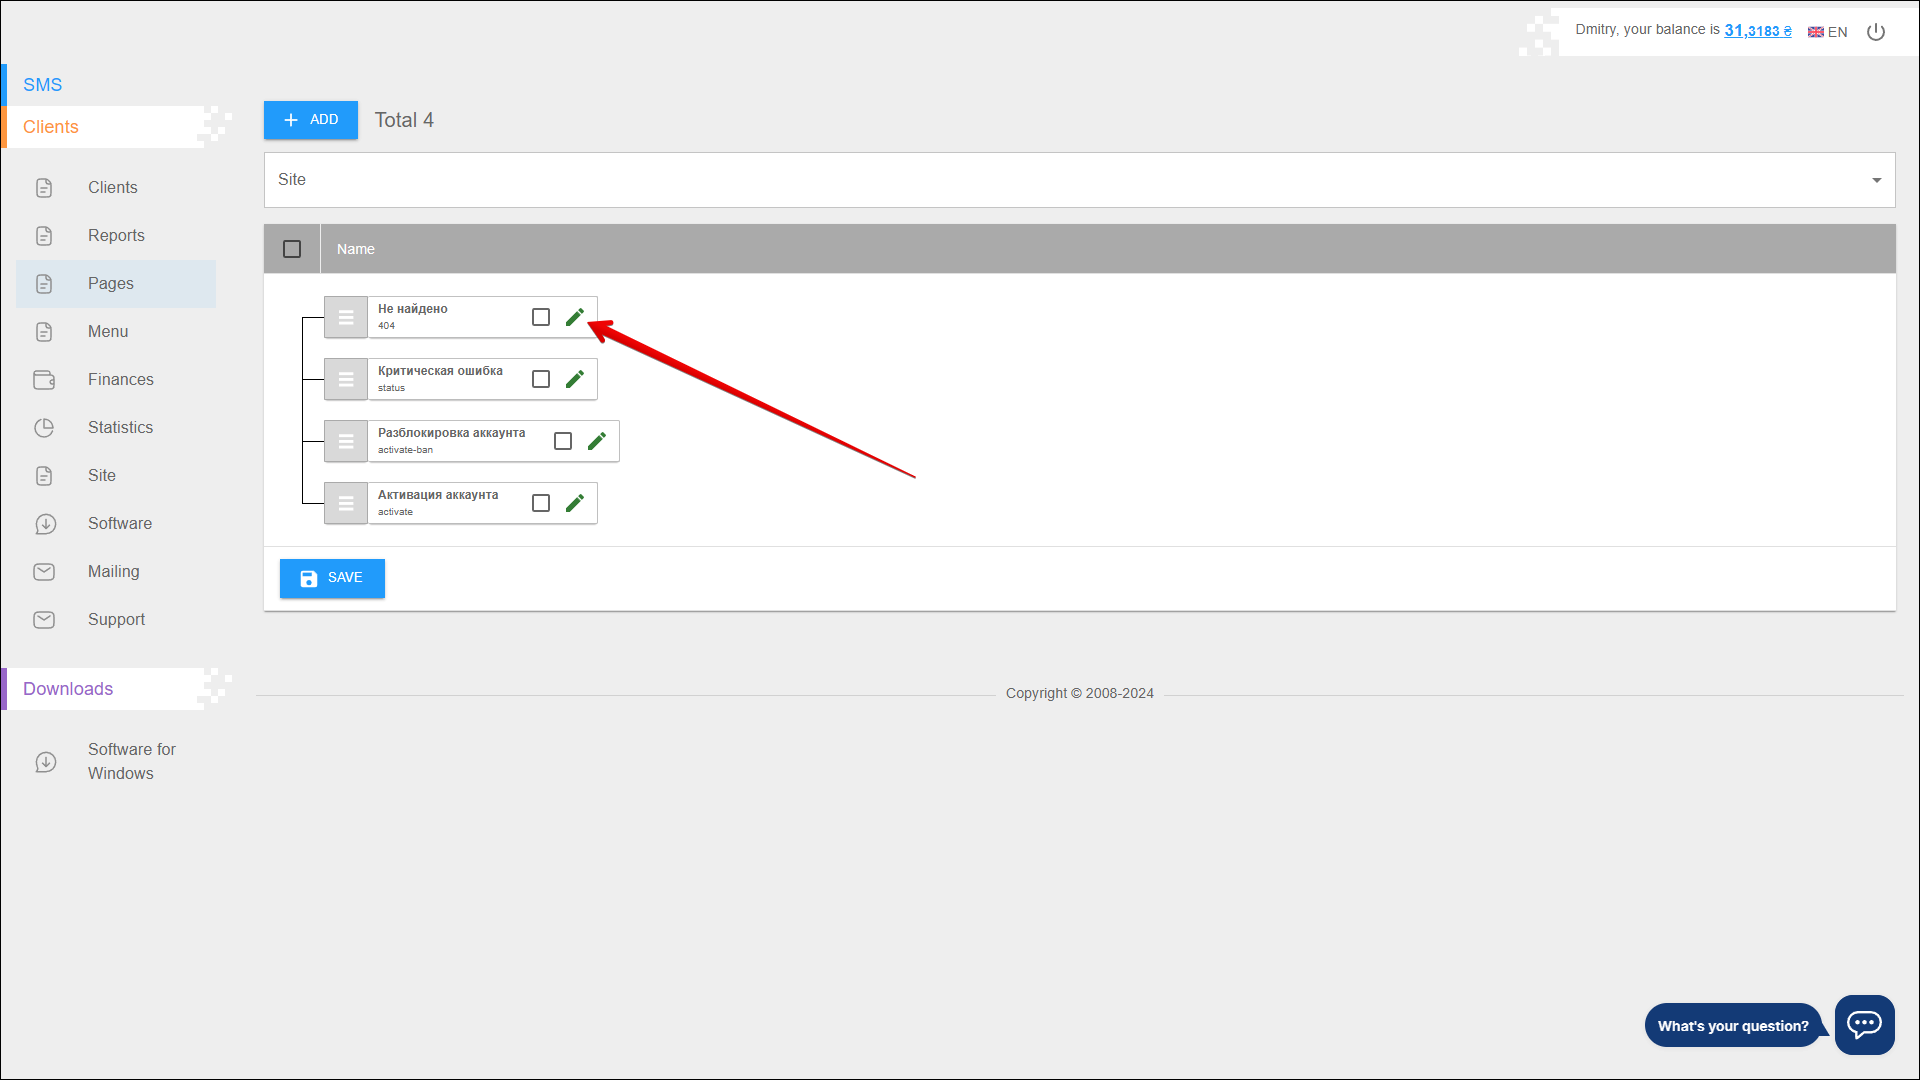 Dmitry, your balance is 31,3183 ₴ EN
SMS
Clients
Clients
Reports
Pages
Menu
Finances
Statistics
Site
Software
Mailing
Support
Downloads
Software for
Windows
ADD Total 4
Site
Name
Не найдено
404
Критическая ошибка
status
Разблокировка аккаунта
activate-ban
Активация аккаунта
activate
SAVE
Copyright © 2008-2024
What's your question?